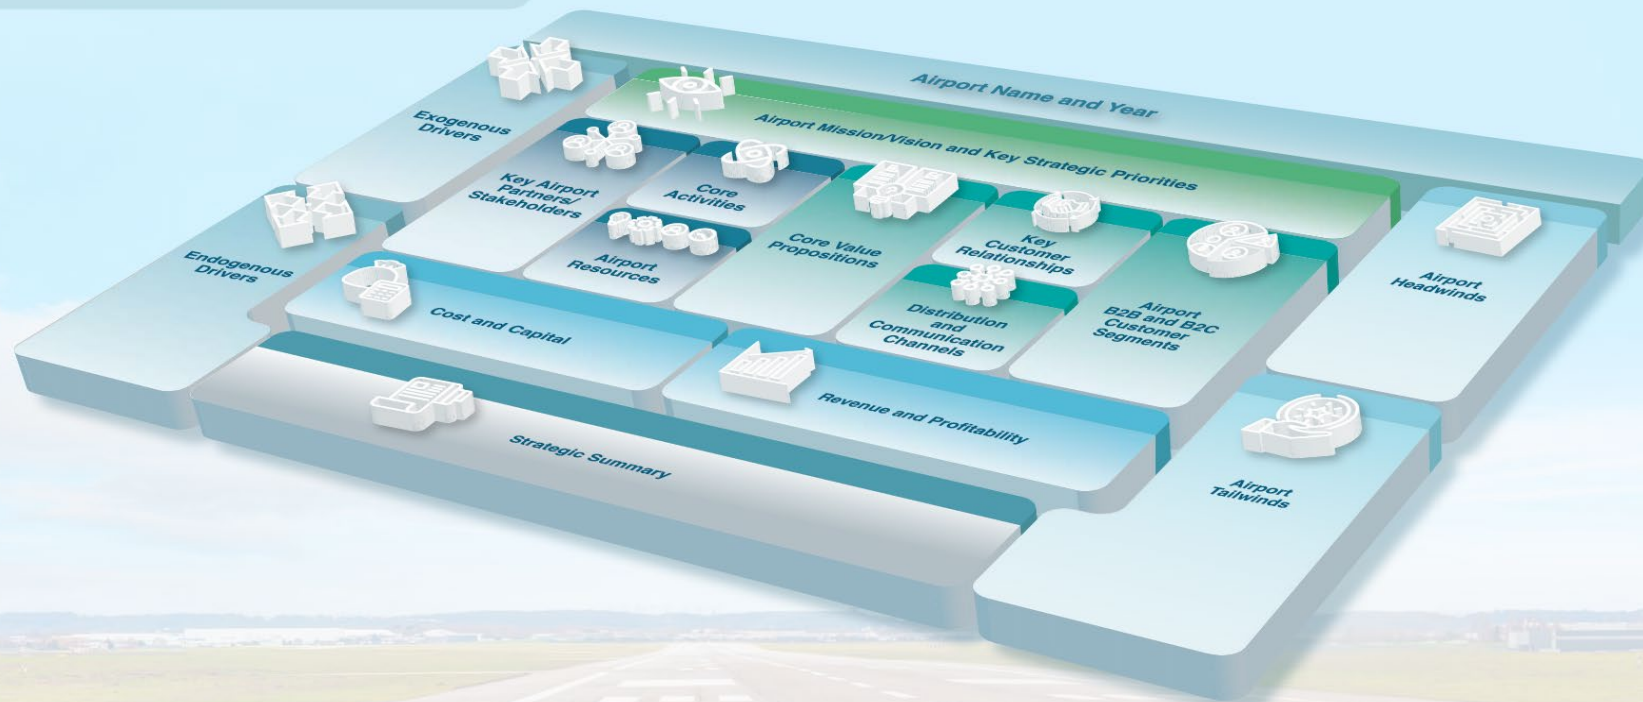 Airport Name and Year
Airport Mission/Vision and Key Strategic Priorities
Exogenous
Drivers
Endogenous
Drivers
Key Airport
Partners/
Stakeholders
Core
Activities
Airport
Resources
Core Value
Propositions
Key
Customer
Relationships
Distribution
and
Communication
Channels
Airport
B2B and B2C
Customer
Segments
Airport
Headwinds
Airport
Tailwinds
Cost and Capital
Revenue and Profitability
Strategic Summary